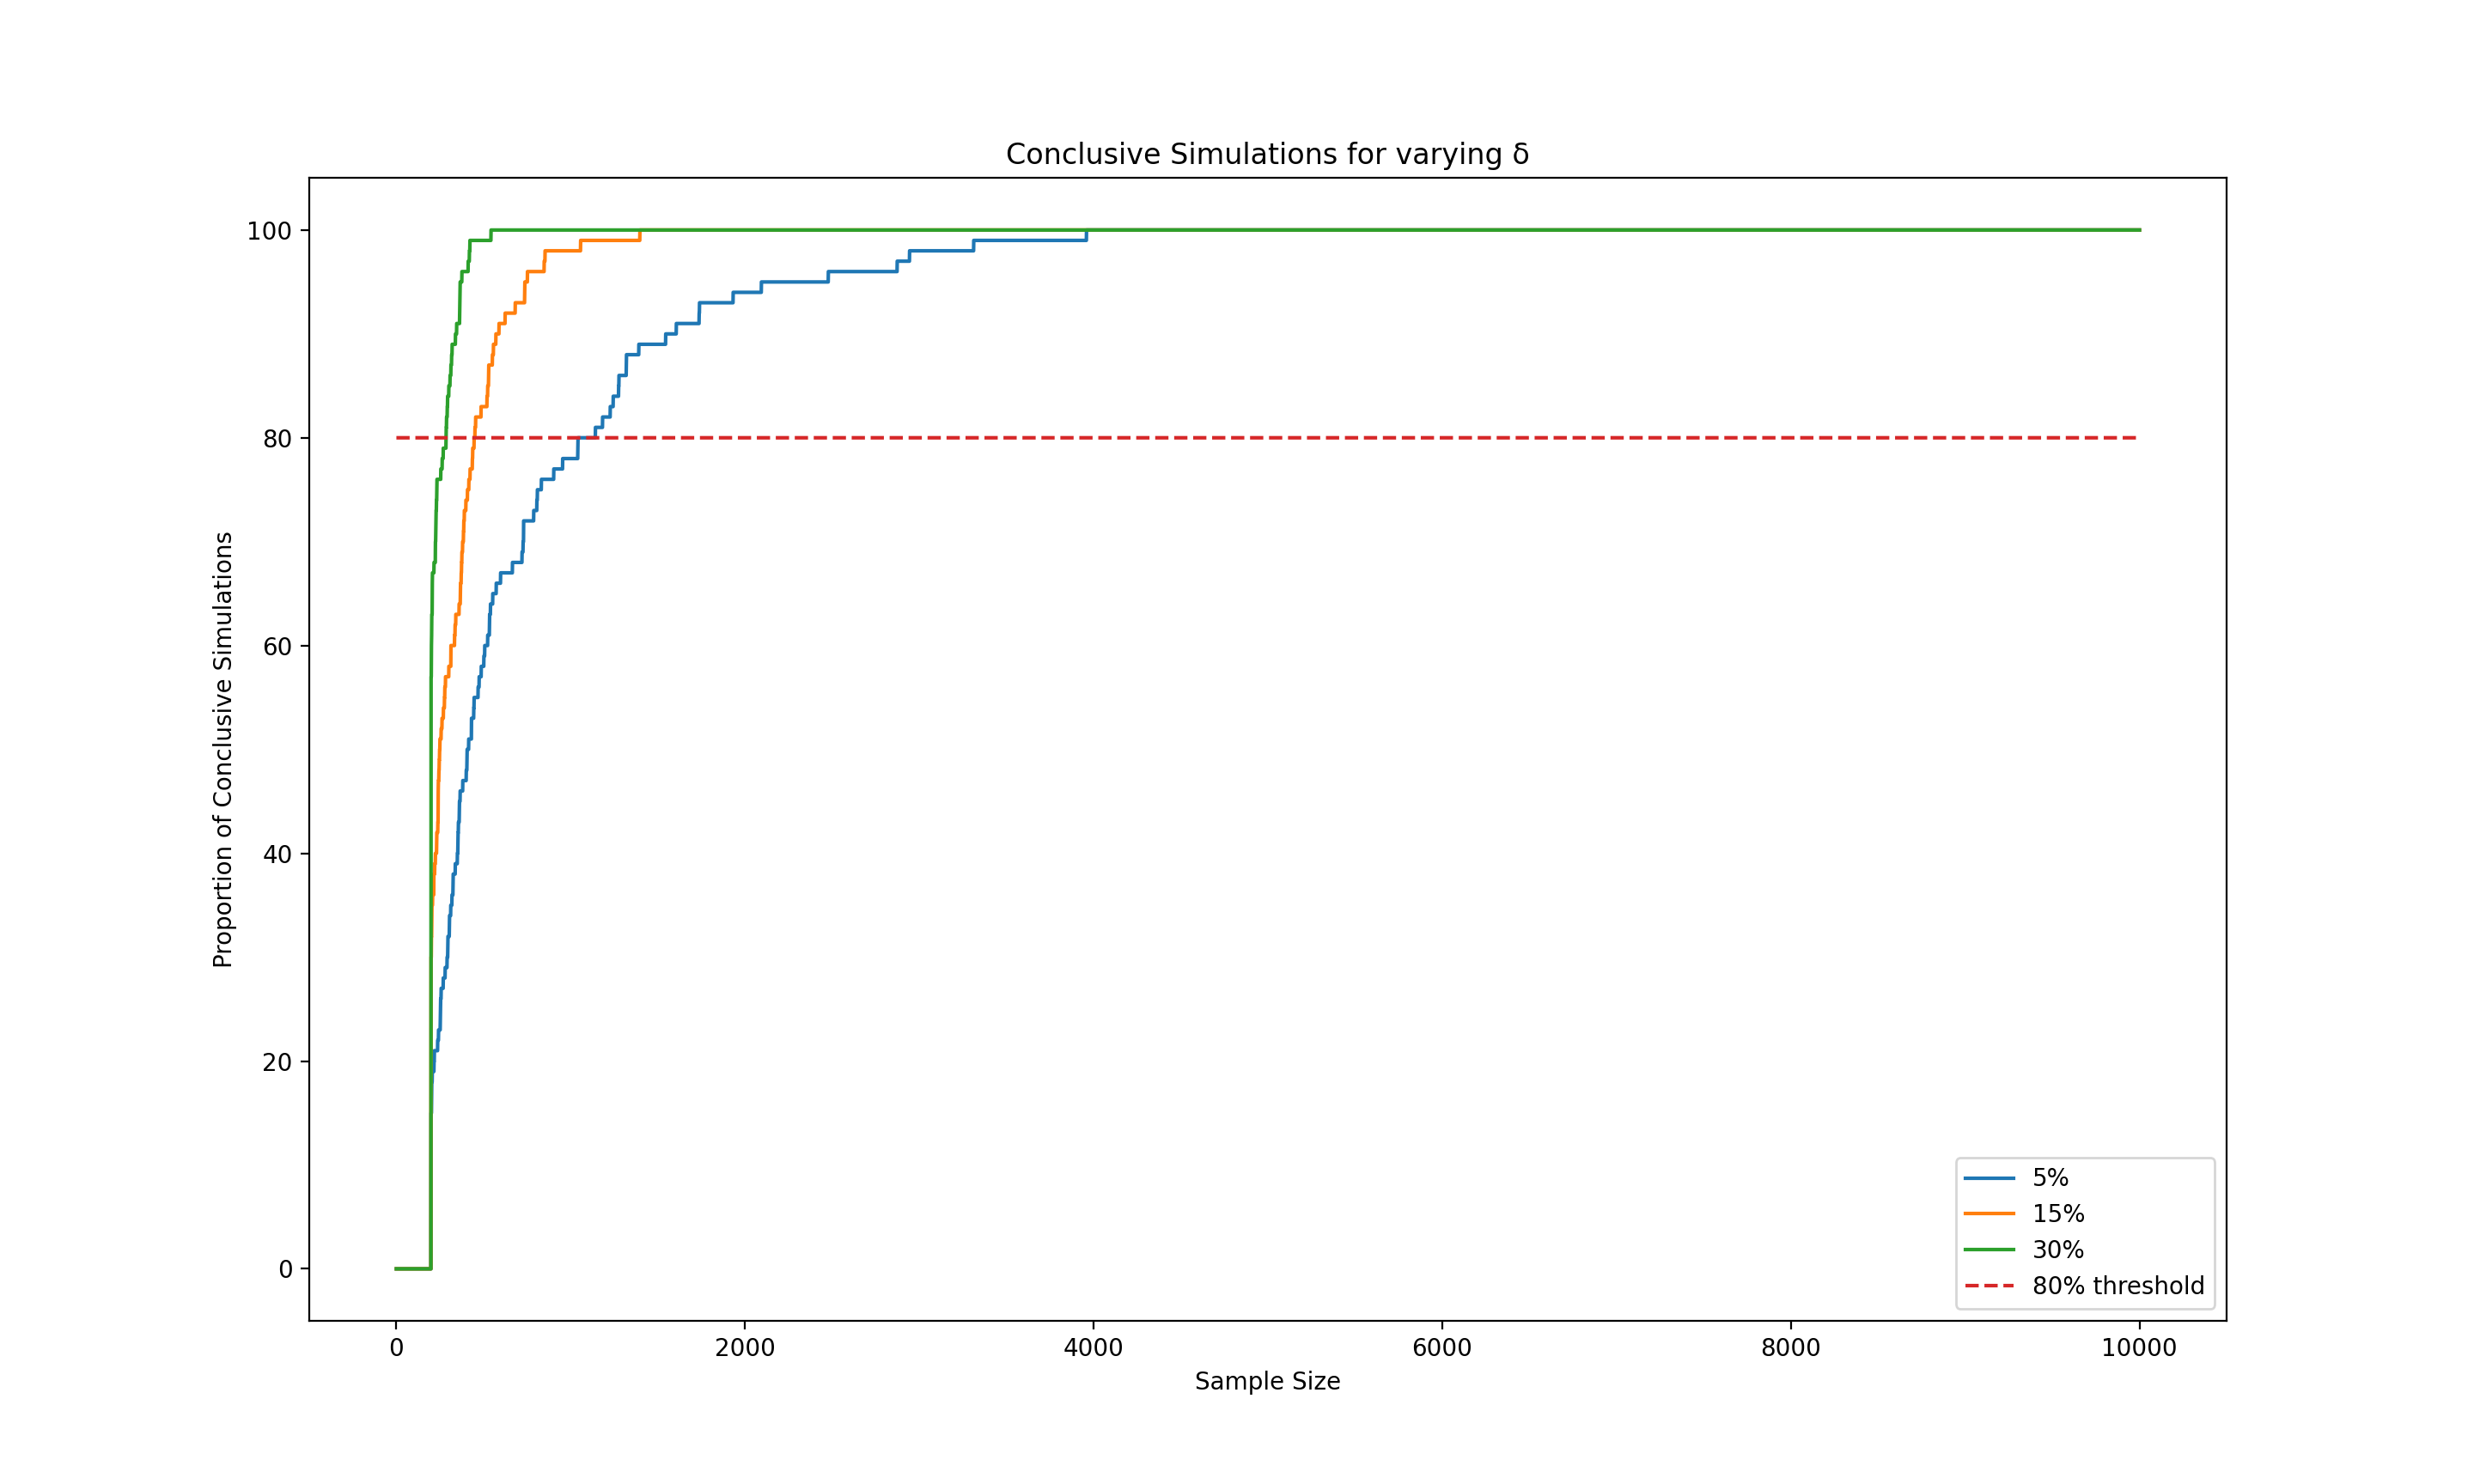 Conclusive Simulations for varying δ
100
80
60
40
20
0
Proportion of Conclusive Simulations
0 2000 4000 6000 8000 10000
Sample Size
5%
15%
30%
80% threshold